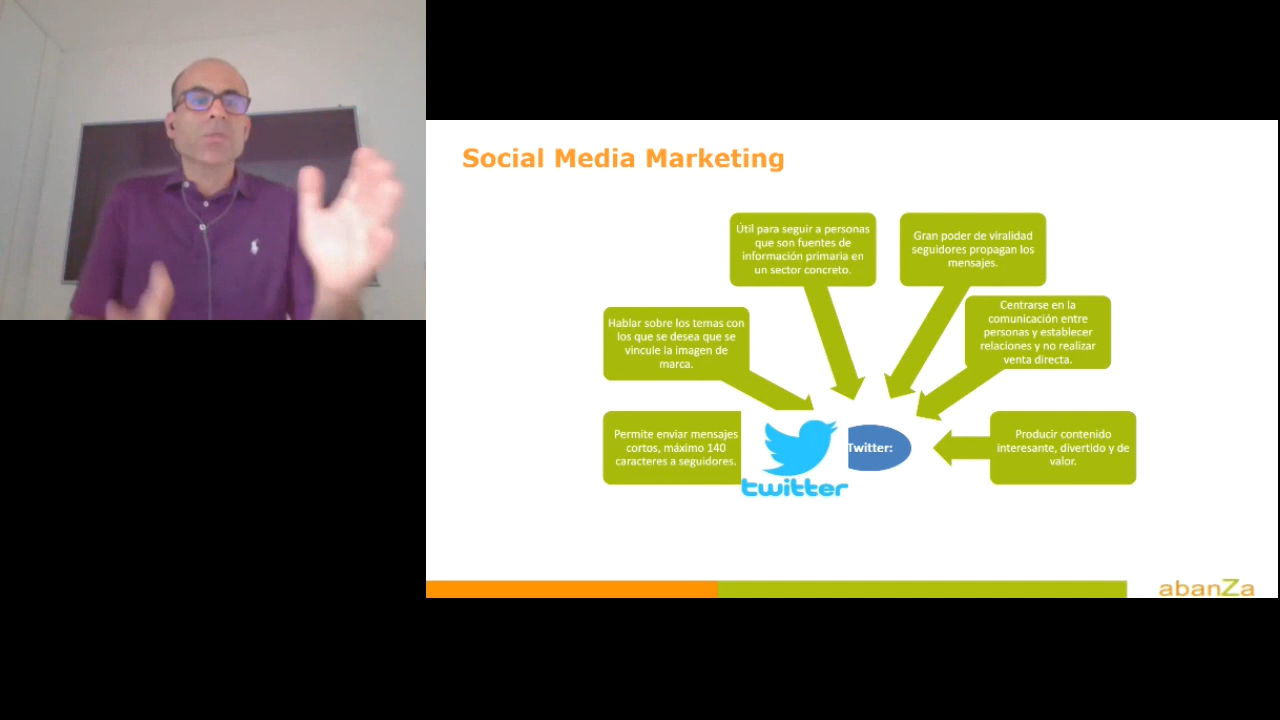 Social Media Marketing
Útil para seguir a personas
que son fuentes de
información primaria en
un sector concreto.
Gran poder de viralidad
seguidores propagan los
mensajes.
Hablar sobre los temas con
los que se desea que se
vincule la imagen de
marca.
Centrarse en la
comunicación entre
personas y establecer
relaciones y no realizar
venta directa.
Permite enviar mensajes
cortos, máximo 140
caracteres a seguidores.
twitter
Twitter:
Producir contenido
interesante, divertido y de
valor.
abanZa